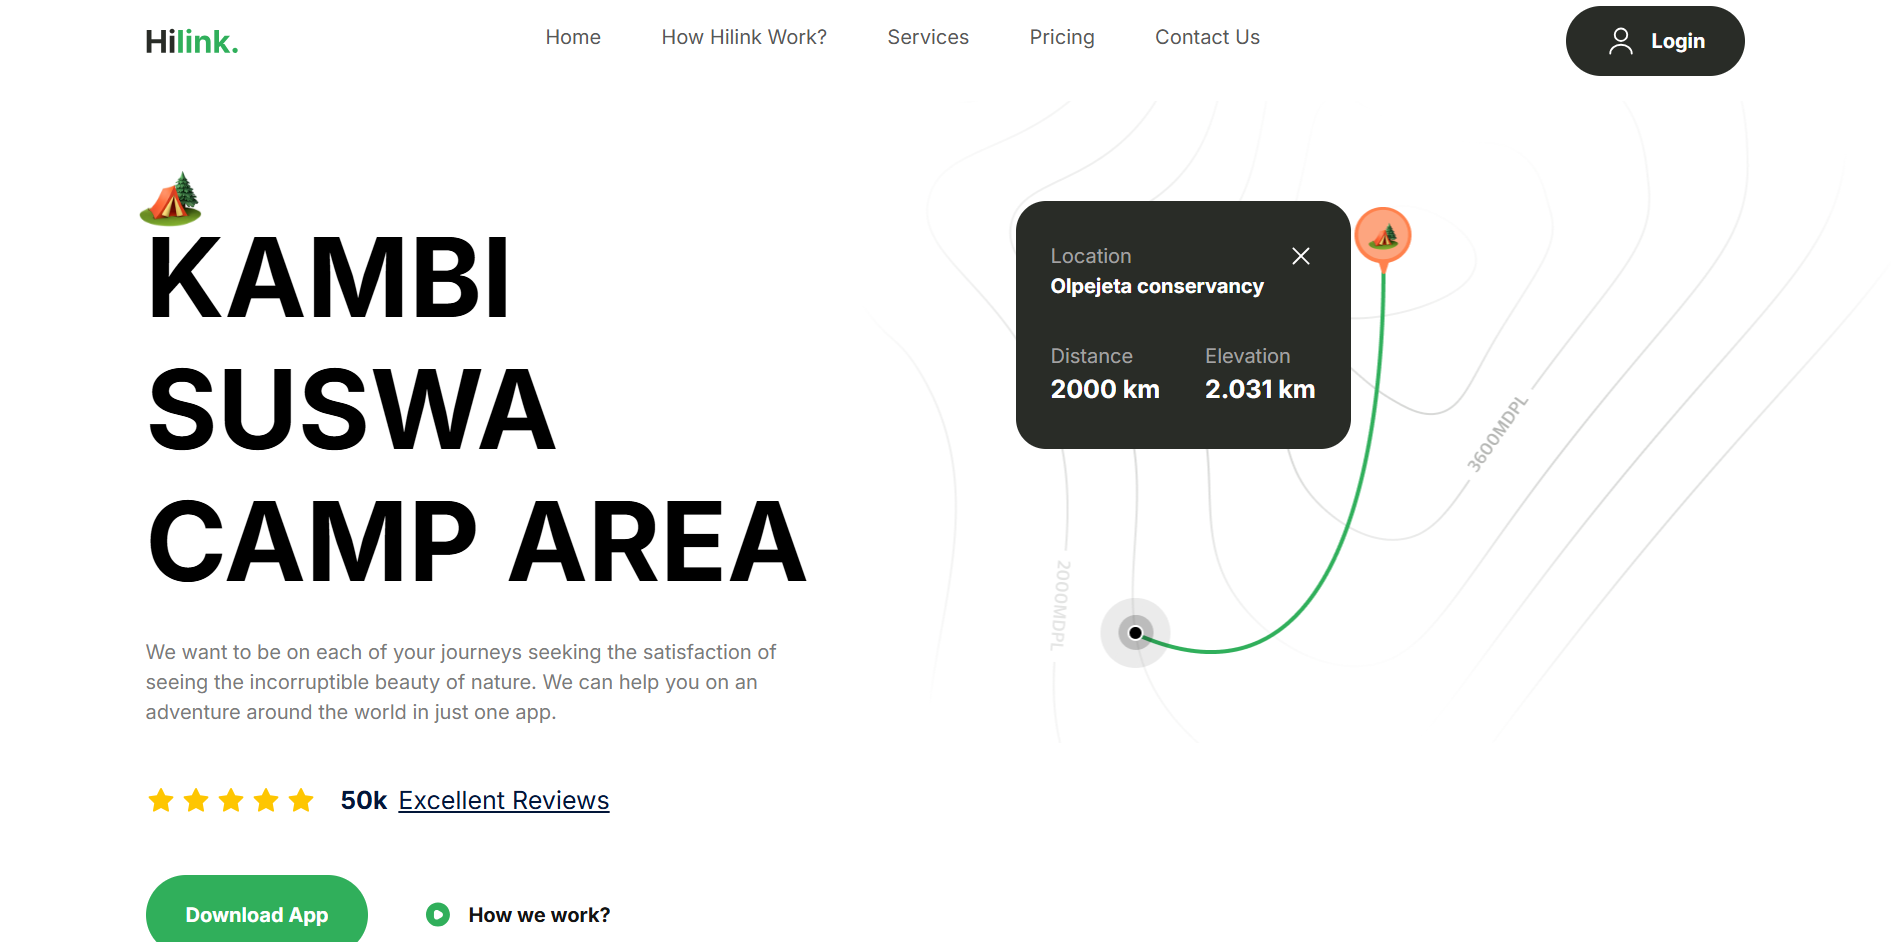 Hilink.
Home
How Hilink Work?
Services
Pricing
Contact Us
Login
KAMBI
SUSWA
CAMP AREA
We want to be on each of your journeys seeking the satisfaction of
seeing the incorruptible beauty of nature. We can help you on an
adventure around the world in just one app.
50k Excellent Reviews
Download App
How we work?
Location
Olpejeta conservancy
Distance
2000 km
Elevation
2.031 km
3600MDPL
2000MDPL